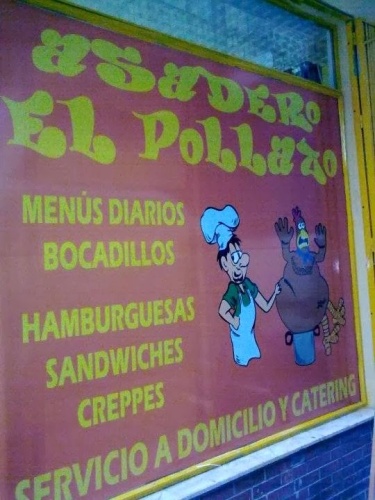 ASADERO
EL POLLAZO
MENÚS DIARIOS
BOCADILLOS
HAMBURGUESAS
SANDWICHES
CREPPES
SERVICIO A DOMICILIO Y CATERING